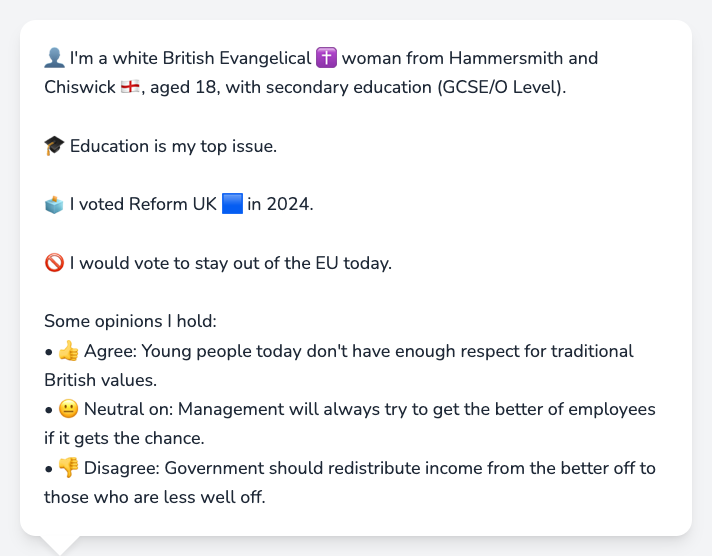 👤 I'm a white British Evangelical ✝️ woman from Hammersmith and
Chiswick 🏴󠁧󠁢󠁥󠁮󠁧󠁿, aged 18, with secondary education (GCSE/O Level).
🎓 Education is my top issue.
🗳️ I voted Reform UK 🟦 in 2024.
🚫 I would vote to stay out of the EU today.
Some opinions I hold:
• 👍 Agree: Young people today don't have enough respect for traditional
British values.
• 😐 Neutral on: Management will always try to get the better of employees
if it gets the chance.
• 👎 Disagree: Government should redistribute income from the better off to
those who are less well off.